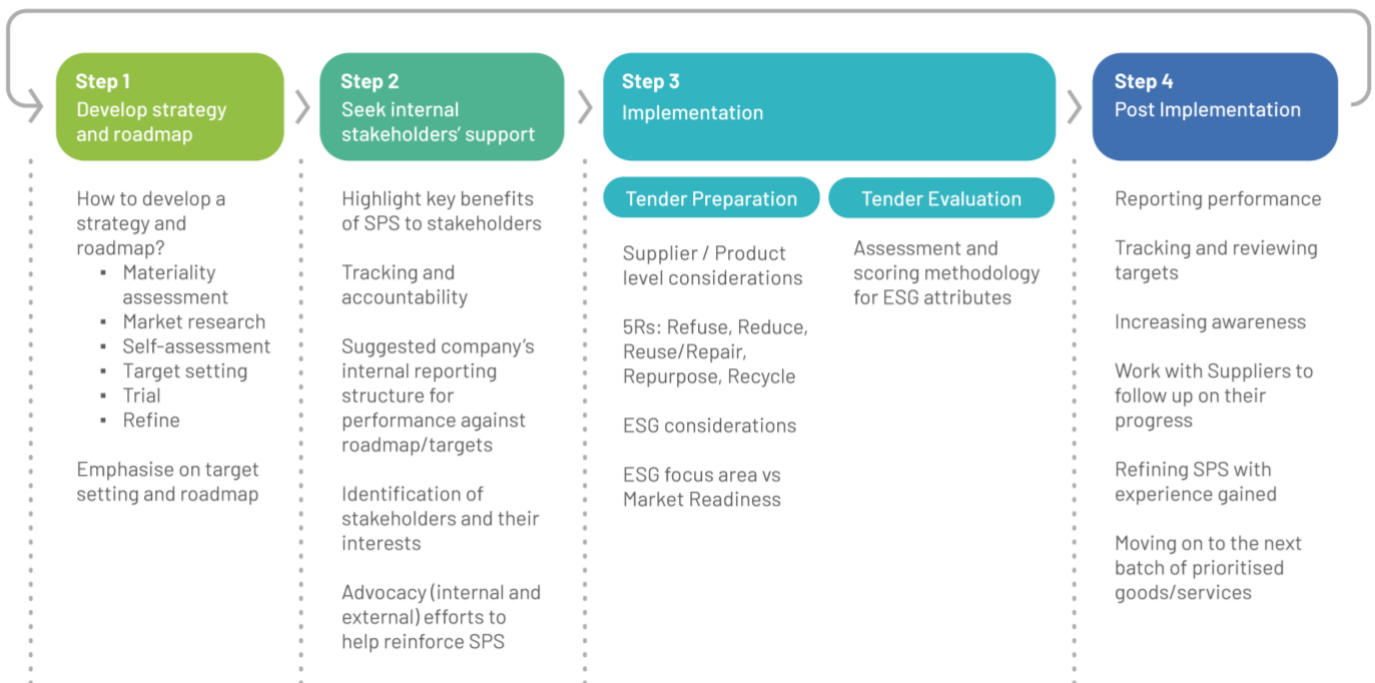 Step 1
Develop strategy
and roadmap
How to develop a
strategy and
roadmap?
▪ Materiality
assessment
▪ Market research
▪ Self-assessment
▪ Target setting
▪ Trial
▪ Refine
Emphasise on target
setting and roadmap
Step 2
Seek internal
stakeholders’ support
Highlight key benefits
of SPS to stakeholders
Tracking and
accountability
Suggested company’s
internal reporting
structure for
performance against
roadmap/targets
Identification of
stakeholders and their
interests
Advocacy (internal and
external) efforts to
help reinforce SPS
Step 3
Implementation
Tender Preparation
Supplier / Product
level considerations
5Rs: Refuse, Reduce,
Reuse/Repair,
Repurpose, Recycle
ESG considerations
ESG focus area vs
Market Readiness
Tender Evaluation
Assessment and
scoring methodology
for ESG attributes
Step 4
Post Implementation
Reporting performance
Tracking and reviewing
targets
Increasing awareness
Work with Suppliers to
follow up on their
progress
Refining SPS with
experience gained
Moving on to the next
batch of prioritised
goods/services